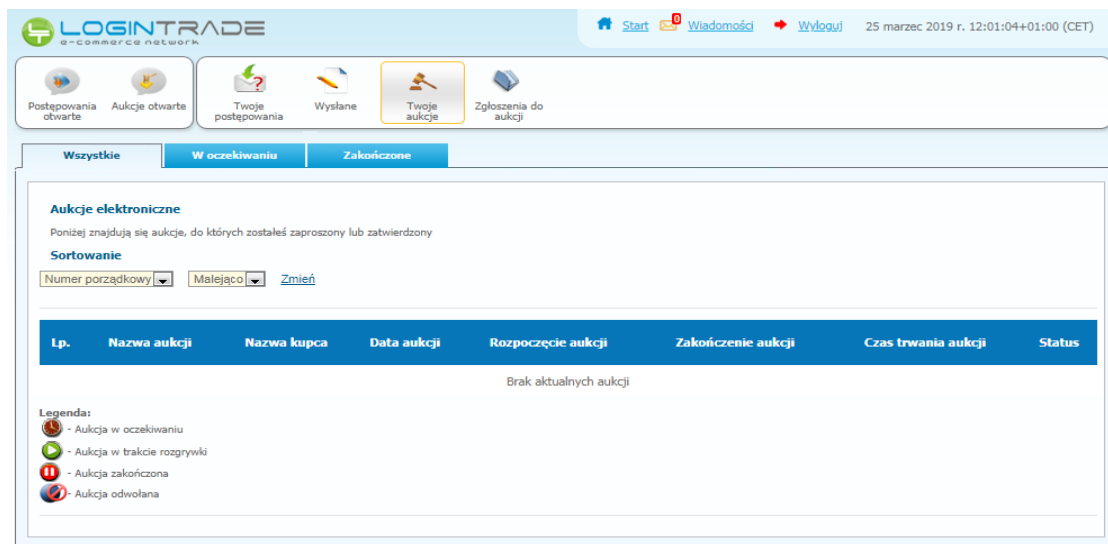 LOGINTRADE
e-commerce network
Start 0 Wiadomości Wyloguj 25 marzec 2019 r. 12:01:04+01:00 (CET)
Postępowania otwarte
Aukcje otwarte
Twoje postępowania
Wysłane
Twoje aukcje
Zgłoszenia do aukcji
Wszystkie W oczekiwaniu Zakończone
Aukcje elektroniczne
Poniżej znajdują się aukcje, do których zostałeś zaproszony lub zatwierdzony
Sortowanie
Numer porządkowy Malejąco Zmień
Lp. Nazwa aukcji Nazwa kupca Data aukcji Rozpoczęcie aukcji Zakończenie aukcji Czas trwania aukcji Status
Brak aktualnych aukcji
Legenda:
- Aukcja w oczekiwaniu
- Aukcja w trakcie rozgrywki
- Aukcja zakończona
- Aukcja odwołana